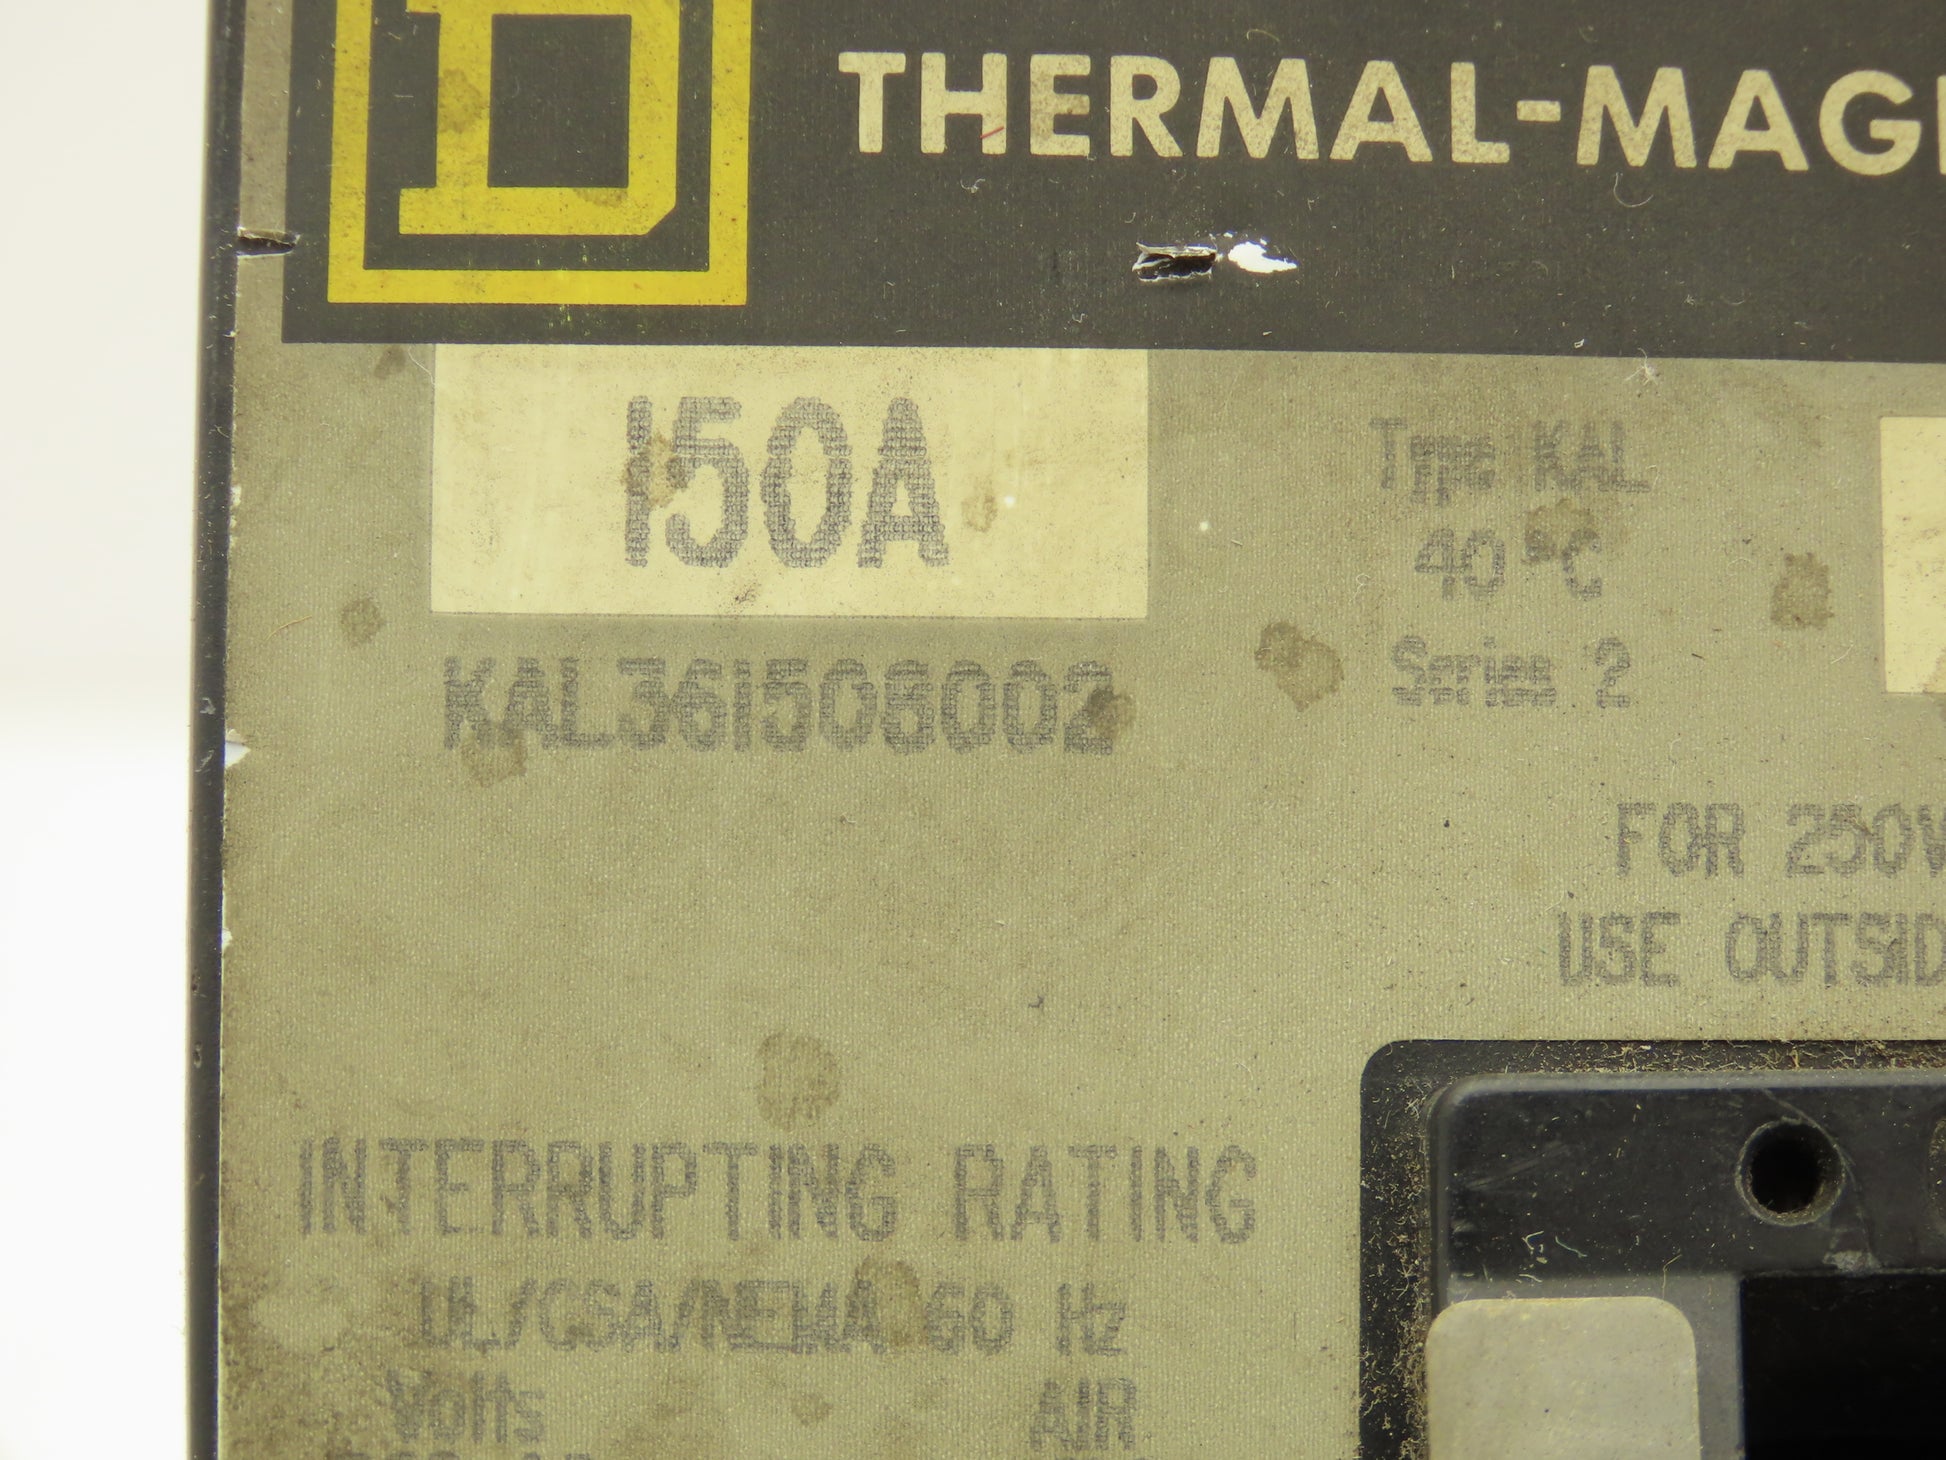 D
THERMAL-MAG
150A
Type KAL
40°C
KAL361505002
Series 2
FOR 250V
USE OUTSID
INTERRUPTING RATING
UL/CSA/NEMA 60 Hz
Volts AIR